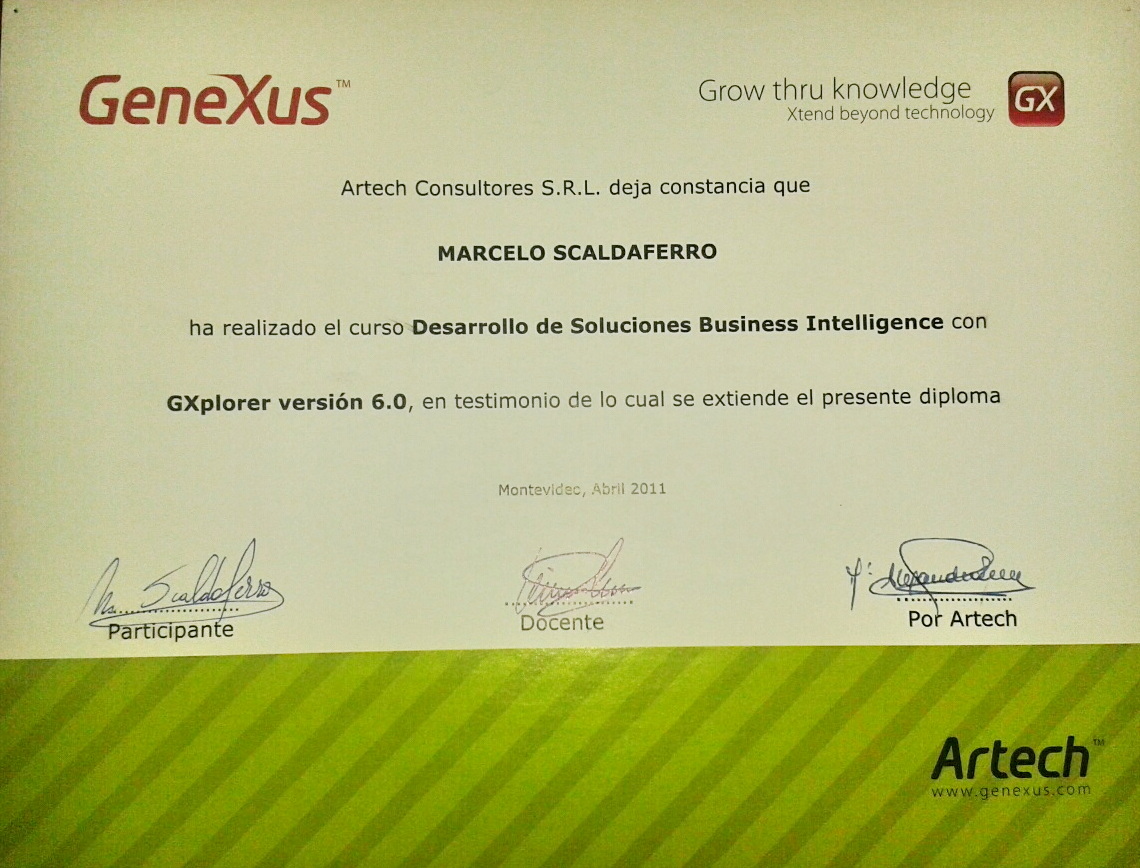 GeneXus™
Grow thru knowledge
Xtend beyond technology
GX
Artech Consultores S.R.L. deja constancia que
MARCELO SCALDAFERRO
ha realizado el curso Desarrollo de Soluciones Business Intelligence con
GXplorer versión 6.0, en testimonio de lo cual se extiende el presente diploma
Montevideo, Abril 2011
Scaldaferro
Participante
Docente
Por Artech
Artech™
www.genexus.com